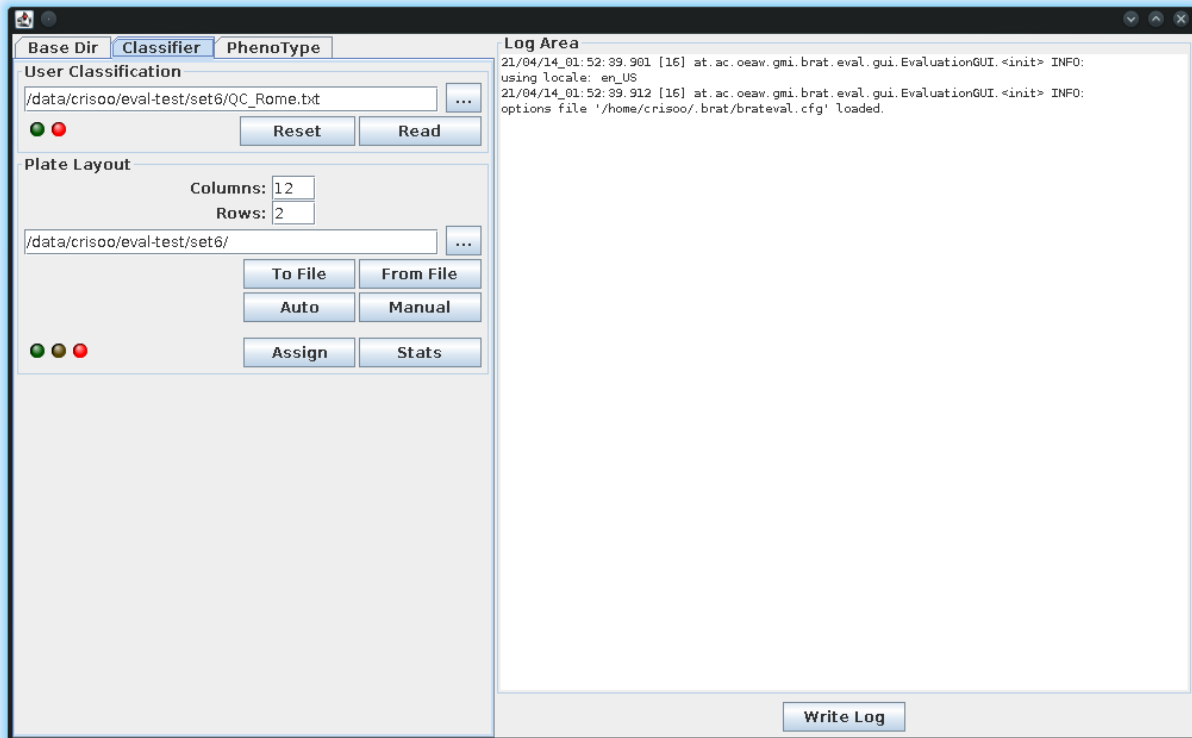 Base Dir
Classifier
PhenoType
User Classification
/data/crisoo/eval-test/set6/QC_Rome.txt
...
Reset
Read
Plate Layout
Columns: 12
Rows: 2
/data/crisoo/eval-test/set6/
...
To File
From File
Auto
Manual
Assign
Stats
Log Area
21/04/14_01:52:39.901 [16] at.ac.oeaw.gmi.brat.eval.gui.EvaluationGUI.<init> INFO:
using locale: en_US
21/04/14_01:52:39.912 [16] at.ac.oeaw.gmi.brat.eval.gui.EvaluationGUI.<init> INFO:
options file '/home/crisoo/.brat/brateval.cfg' loaded.
Write Log